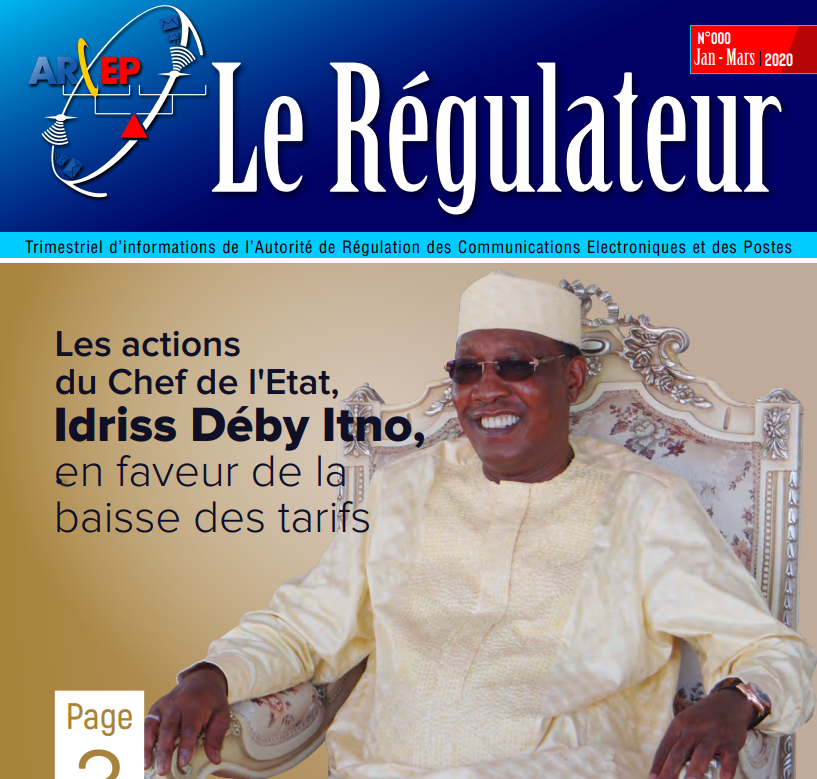 ARCEP
N°000
Jan - Mars | 2020
Le Régulateur
Trimestriel d'informations de l'Autorité de Régulation des Communications Electroniques et des Postes
Les actions
du Chef de l'Etat,
Idriss Déby Itno,
en faveur de la
baisse des tarifs
Page